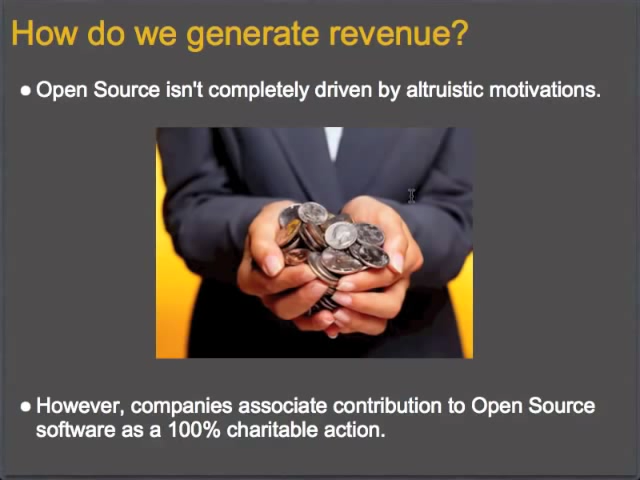 How do we generate revenue?
● Open Source isn't completely driven by altruistic motivations.
● However, companies associate contribution to Open Source
software as a 100% charitable action.